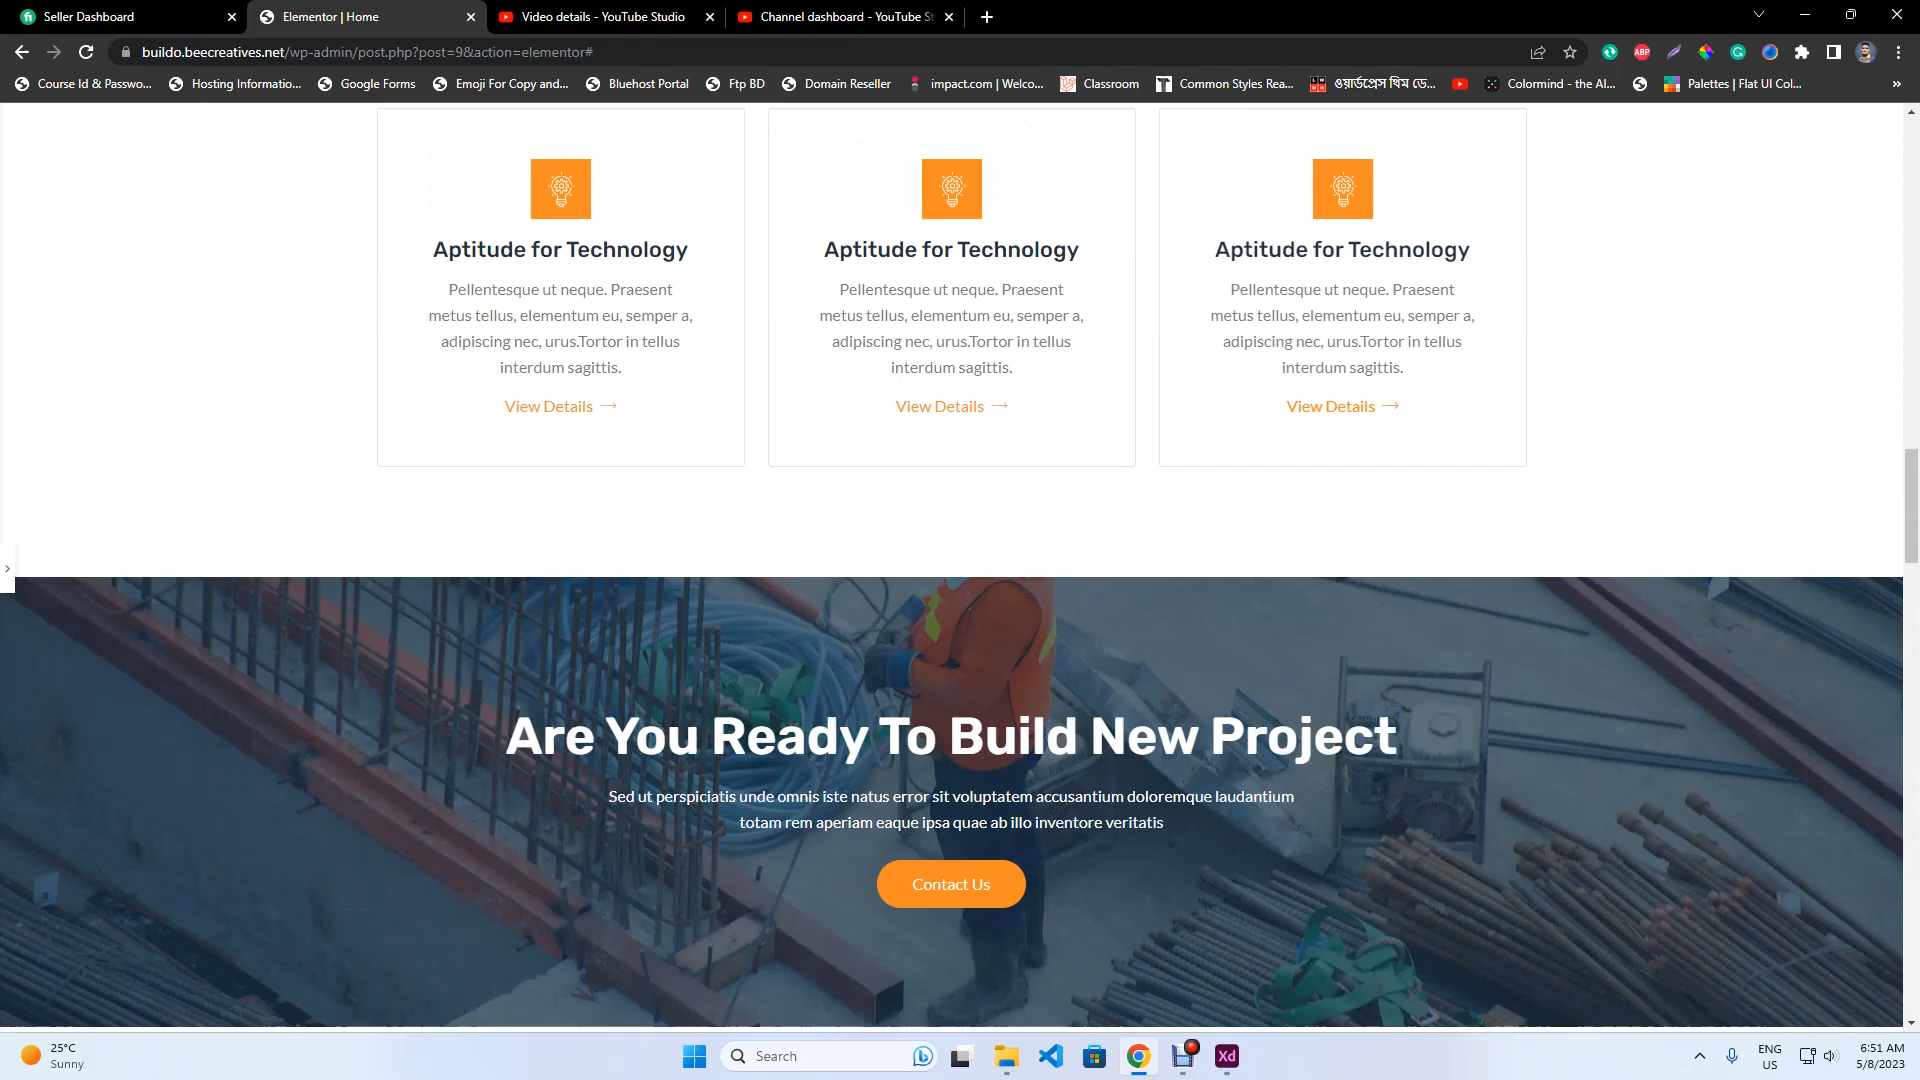 Seller Dashboard
Elementor | Home
Video details - YouTube Studio
Channel dashboard - YouTube St
buildo.beecreatives.net/wp-admin/post.php?post=9&action=elementor#
ABP
Course Id & Passwo...
Hosting Informatio...
Google Forms
Emoji For Copy and...
Bluehost Portal
Ftp BD
Domain Reseller
impact.com | Welco...
Classroom
Common Styles Rea...
ওয়ার্ডপ্রেস থিম ডে...
Colormind - the AI...
Palettes | Flat UI Col...
Aptitude for Technology
Pellentesque ut neque. Praesent
metus tellus, elementum eu, semper a,
adipiscing nec, urus.Tortor in tellus
interdum sagittis.
View Details
Aptitude for Technology
Pellentesque ut neque. Praesent
metus tellus, elementum eu, semper a,
adipiscing nec, urus.Tortor in tellus
interdum sagittis.
View Details
Aptitude for Technology
Pellentesque ut neque. Praesent
metus tellus, elementum eu, semper a,
adipiscing nec, urus.Tortor in tellus
interdum sagittis.
View Details
Are You Ready To Build New Project
Sed ut perspiciatis unde omnis iste natus error sit voluptatem accusantium doloremque laudantium
totam rem aperiam eaque ipsa quae ab illo inventore veritatis
Contact Us
25°C
Sunny
Search
Xd
ENG
US
6:51 AM
5/8/2023